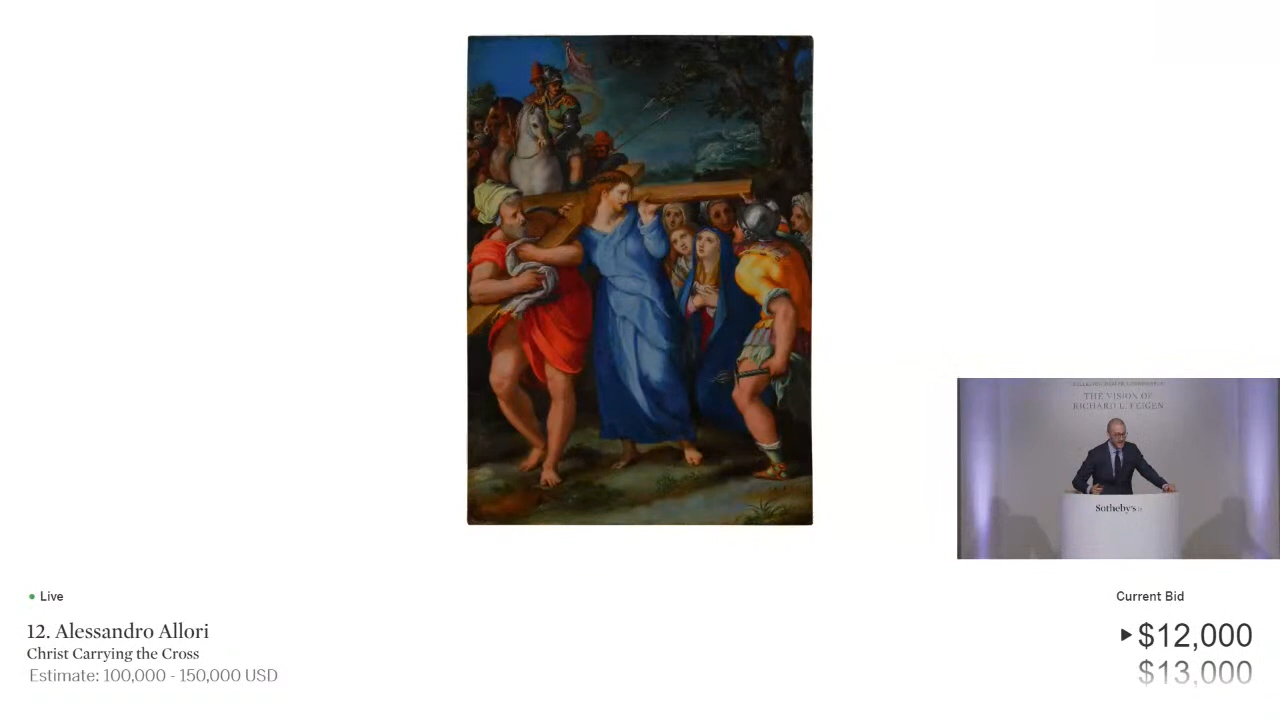 THE VISION OF
RICHARD L. FEIGEN
Sotheby's
● Live
12. Alessandro Allori
Christ Carrying the Cross
Estimate: 100,000 - 150,000 USD
Current Bid
▶ $12,000
$13,000